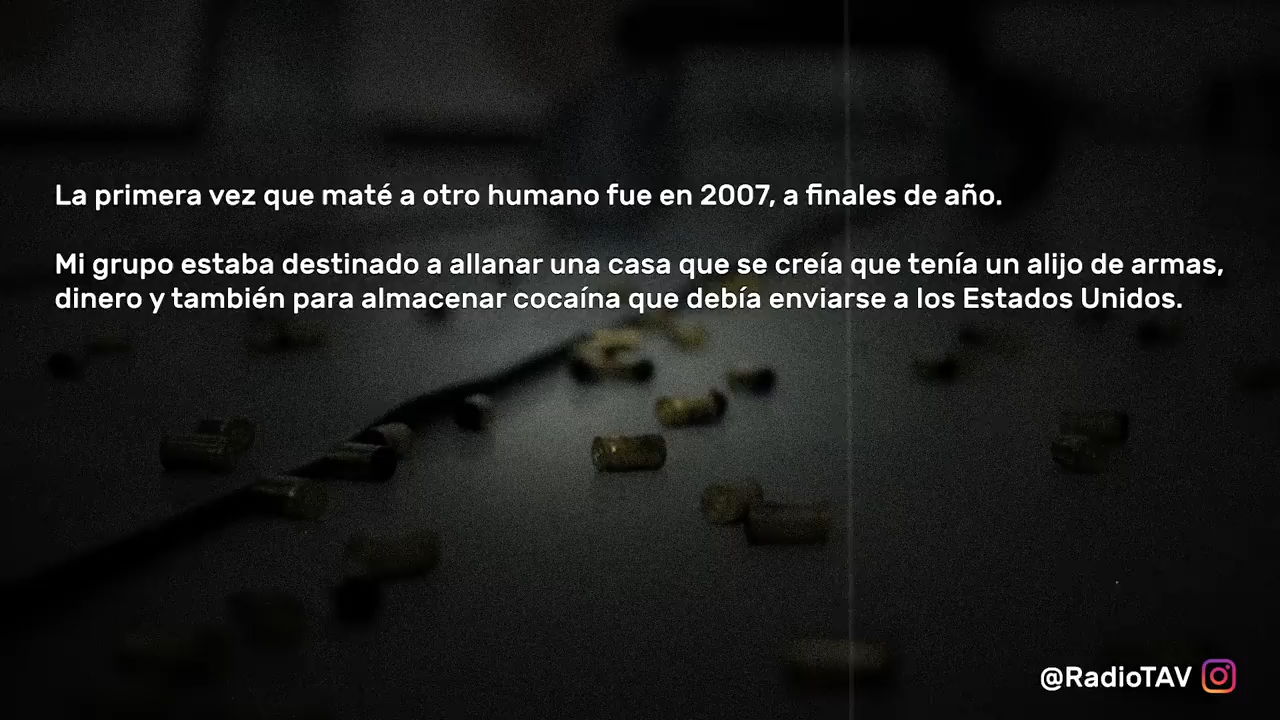 La primera vez que maté a otro humano fue en 2007, a finales de año.
Mi grupo estaba destinado a allanar una casa que se creía que tenía un alijo de armas,
dinero y también para almacenar cocaína que debía enviarse a los Estados Unidos.
@RadioTAV